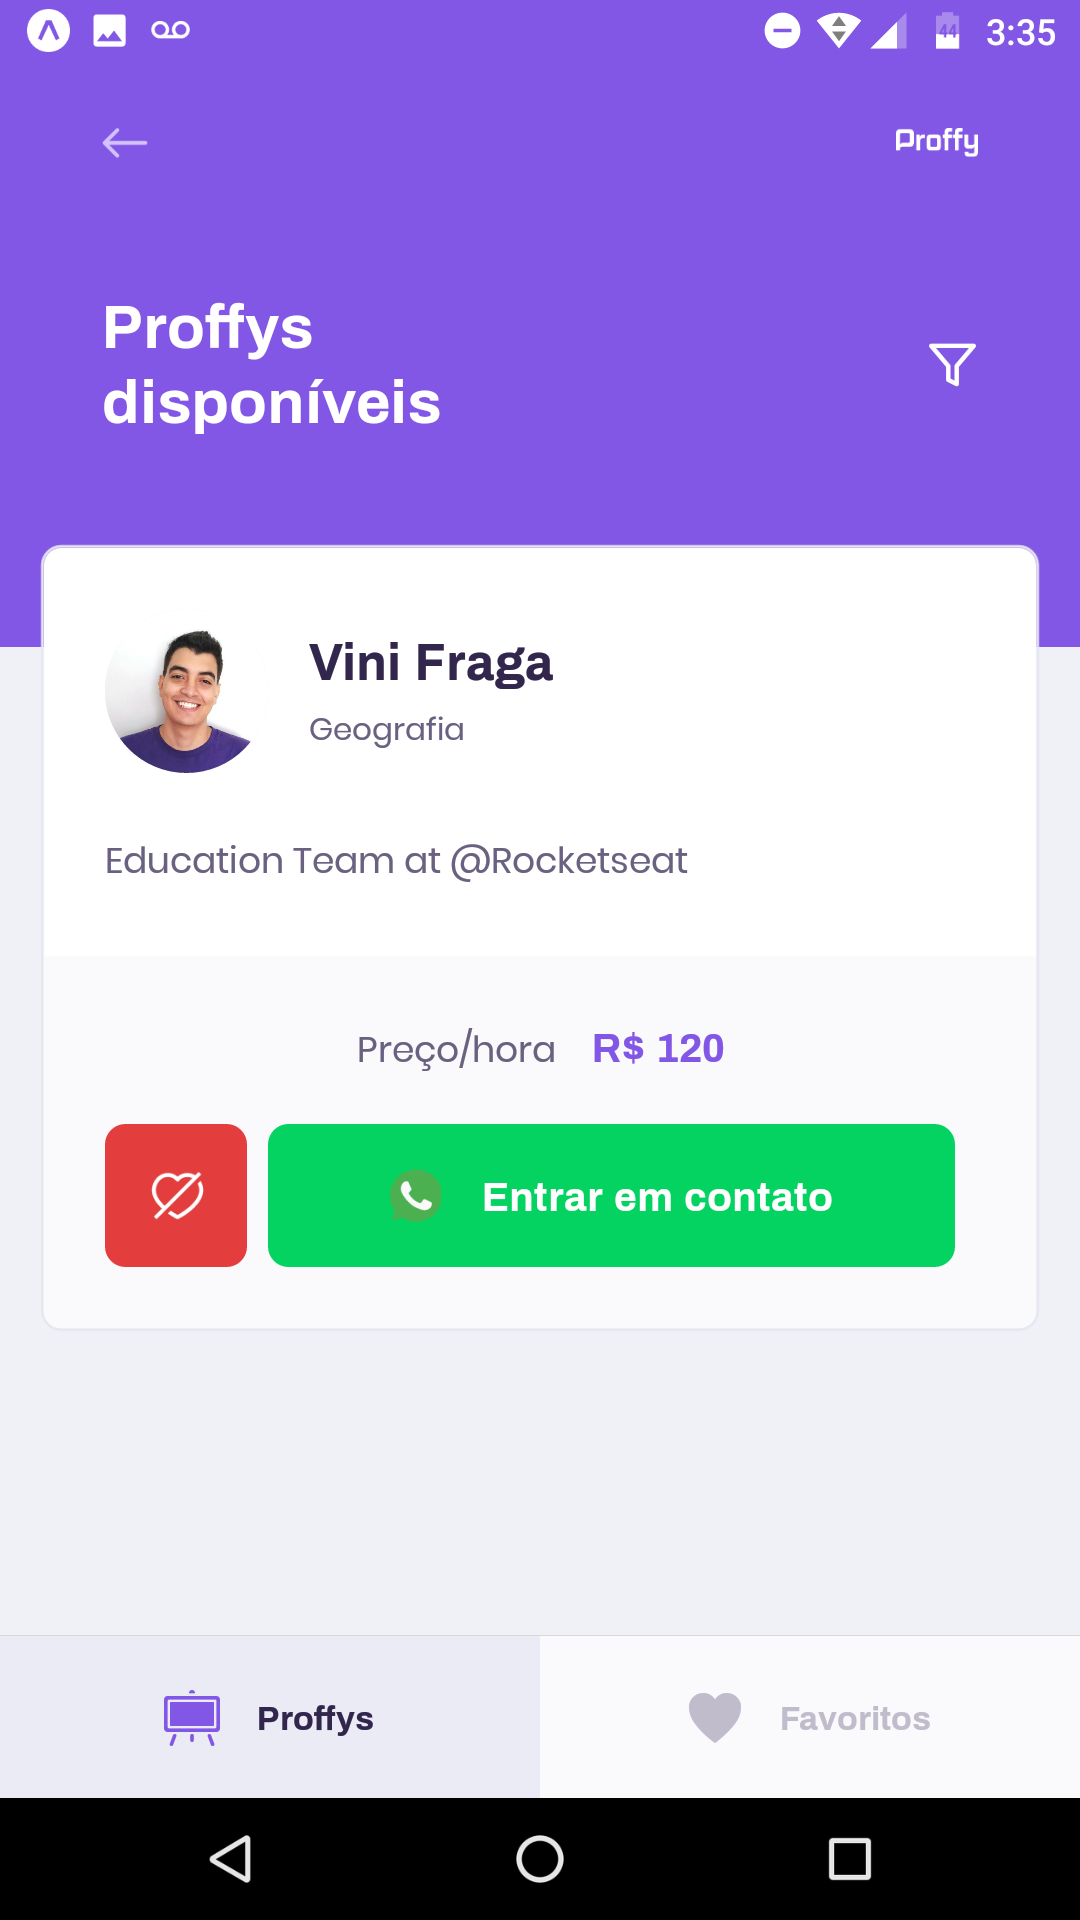 44 3:35
Proffy
Proffys
disponíveis
Vini Fraga
Geografia
Education Team at @Rocketseat
Preço/hora R$ 120
Entrar em contato
Proffys Favoritos